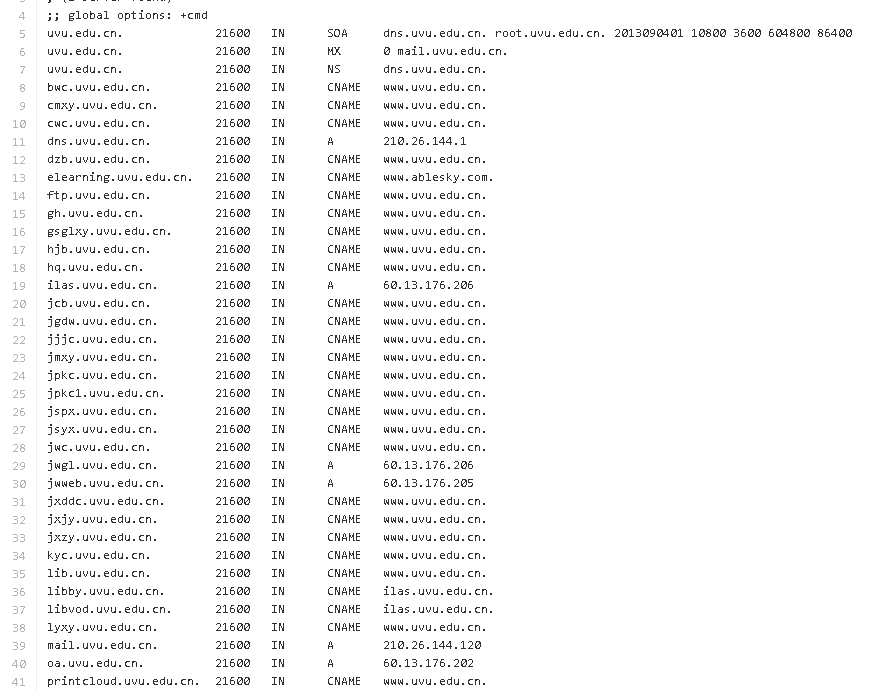 4 ;; global options: +cmd
5 uvu.edu.cn. 21600 IN SOA dns.uvu.edu.cn. root.uvu.edu.cn. 2013090401 10800 3600 604800 86400
6 uvu.edu.cn. 21600 IN MX 0 mail.uvu.edu.cn.
7 uvu.edu.cn. 21600 IN NS dns.uvu.edu.cn.
8 bwc.uvu.edu.cn. 21600 IN CNAME www.uvu.edu.cn.
9 cmxy.uvu.edu.cn. 21600 IN CNAME www.uvu.edu.cn.
10 cwc.uvu.edu.cn. 21600 IN CNAME www.uvu.edu.cn.
11 dns.uvu.edu.cn. 21600 IN A 210.26.144.1
12 dzb.uvu.edu.cn. 21600 IN CNAME www.uvu.edu.cn.
13 elearning.uvu.edu.cn. 21600 IN CNAME www.ablesky.com.
14 ftp.uvu.edu.cn. 21600 IN CNAME www.uvu.edu.cn.
15 gh.uvu.edu.cn. 21600 IN CNAME www.uvu.edu.cn.
16 gsglxy.uvu.edu.cn. 21600 IN CNAME www.uvu.edu.cn.
17 hjb.uvu.edu.cn. 21600 IN CNAME www.uvu.edu.cn.
18 hq.uvu.edu.cn. 21600 IN CNAME www.uvu.edu.cn.
19 ilas.uvu.edu.cn. 21600 IN A 60.13.176.206
20 jcb.uvu.edu.cn. 21600 IN CNAME www.uvu.edu.cn.
21 jgdw.uvu.edu.cn. 21600 IN CNAME www.uvu.edu.cn.
22 jjjc.uvu.edu.cn. 21600 IN CNAME www.uvu.edu.cn.
23 jmxy.uvu.edu.cn. 21600 IN CNAME www.uvu.edu.cn.
24 jpkc.uvu.edu.cn. 21600 IN CNAME www.uvu.edu.cn.
25 jpkc1.uvu.edu.cn. 21600 IN CNAME www.uvu.edu.cn.
26 jspx.uvu.edu.cn. 21600 IN CNAME www.uvu.edu.cn.
27 jsyx.uvu.edu.cn. 21600 IN CNAME www.uvu.edu.cn.
28 jwc.uvu.edu.cn. 21600 IN CNAME www.uvu.edu.cn.
29 jwgl.uvu.edu.cn. 21600 IN A 60.13.176.206
30 jwweb.uvu.edu.cn. 21600 IN A 60.13.176.205
31 jxddc.uvu.edu.cn. 21600 IN CNAME www.uvu.edu.cn.
32 jxjy.uvu.edu.cn. 21600 IN CNAME www.uvu.edu.cn.
33 jxzy.uvu.edu.cn. 21600 IN CNAME www.uvu.edu.cn.
34 kyc.uvu.edu.cn. 21600 IN CNAME www.uvu.edu.cn.
35 lib.uvu.edu.cn. 21600 IN CNAME www.uvu.edu.cn.
36 libby.uvu.edu.cn. 21600 IN CNAME ilas.uvu.edu.cn.
37 libvod.uvu.edu.cn. 21600 IN CNAME ilas.uvu.edu.cn.
38 lyxy.uvu.edu.cn. 21600 IN CNAME www.uvu.edu.cn.
39 mail.uvu.edu.cn. 21600 IN A 210.26.144.120
40 oa.uvu.edu.cn. 21600 IN A 60.13.176.202
41 printcloud.uvu.edu.cn. 21600 IN CNAME www.uvu.edu.cn.